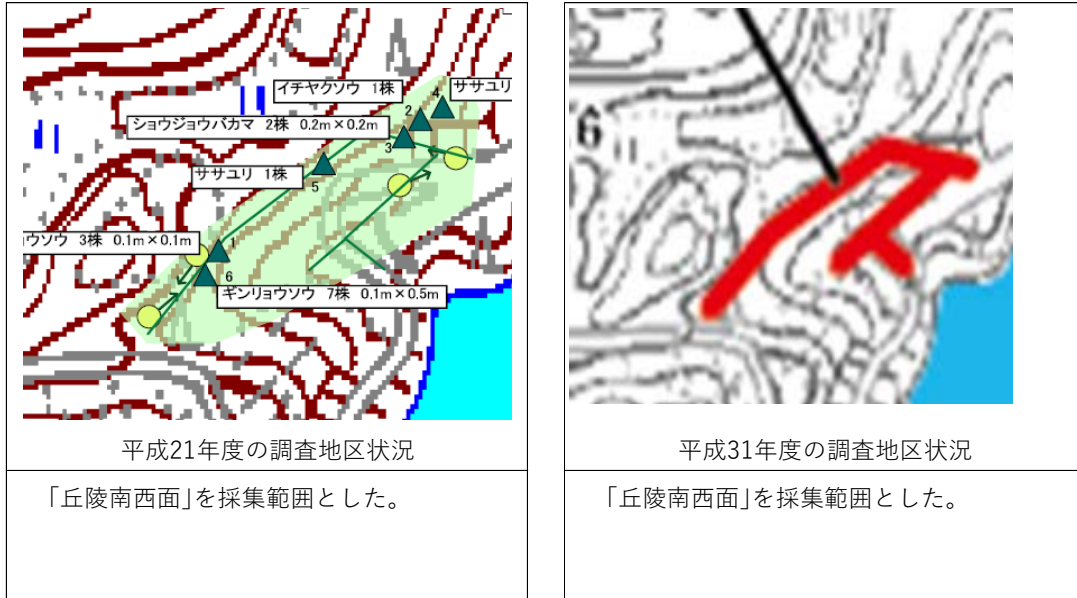 イチヤクソウ 1株
ササユリ
ショウジョウバカマ 2株 0.2m×0.2m
ササユリ 1株
ウソウ 3株 0.1m×0.1m
ギンリョウソウ 7株 0.1m×0.5m
4
2
3
5
1
6
平成21年度の調査地区状況
「丘陵南西面」を採集範囲とした。
6
平成31年度の調査地区状況
「丘陵南西面」を採集範囲とした。